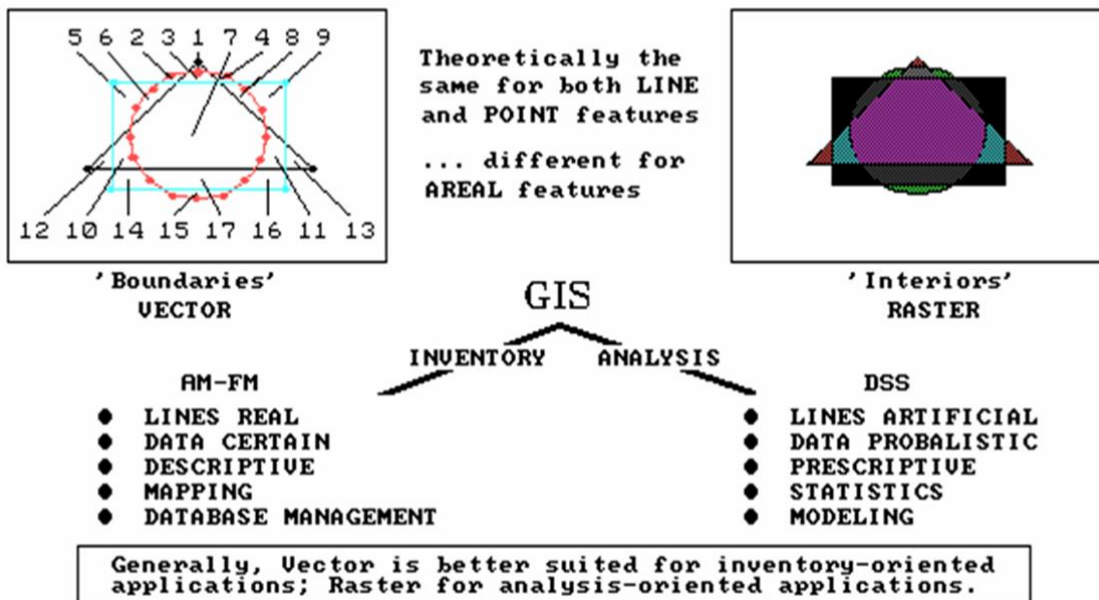 5 6 2 3 1 7 4 8 9
12 10 14 15 17 16 11 13
'Boundaries'
VECTOR
Theoretically the
same for both LINE
and POINT features
... different for
AREAL features
'Interiors'
RASTER
GIS
INVENTORY ANALYSIS
AM-FM
● LINES REAL
● DATA CERTAIN
● DESCRIPTIVE
● MAPPING
● DATABASE MANAGEMENT
DSS
● LINES ARTIFICIAL
● DATA PROBALISTIC
● PRESCRIPTIVE
● STATISTICS
● MODELING
Generally, Vector is better suited for inventory-oriented
applications; Raster for analysis-oriented applications.